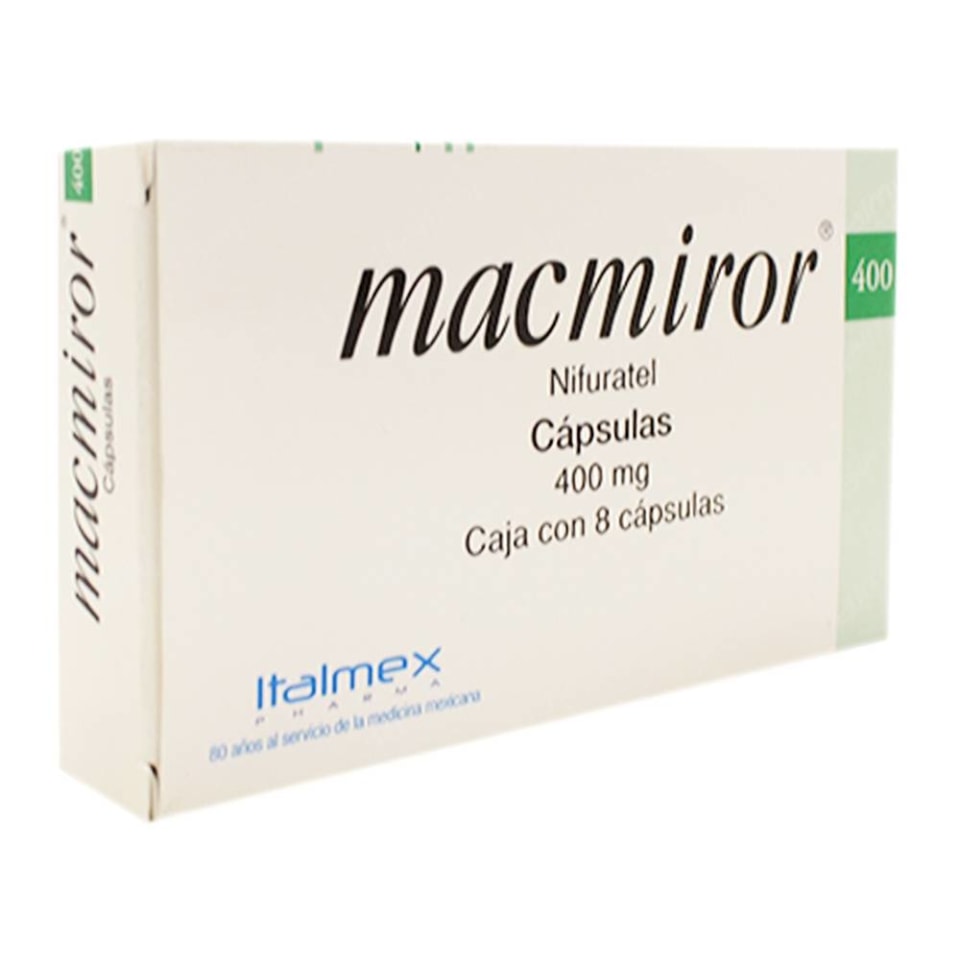 400
macmiror®
Cápsulas
macmiror®
400
Nifuratel
Cápsulas
400 mg
Caja con 8 cápsulas
Italmex
PHARMA
80 años al servicio de la medicina mexicana